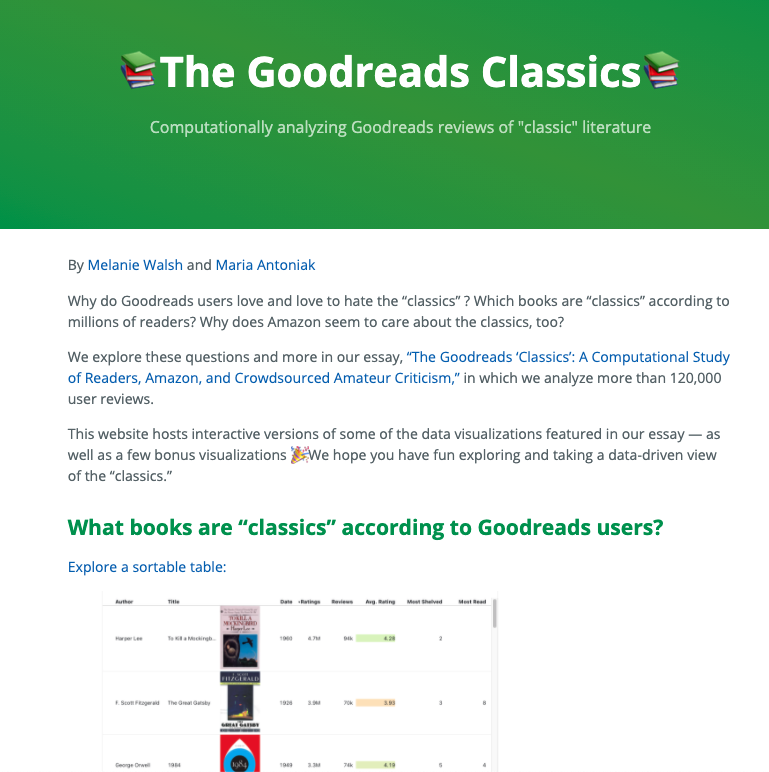 📚The Goodreads Classics📚
Computationally analyzing Goodreads reviews of "classic" literature
By Melanie Walsh and Maria Antoniak
Why do Goodreads users love and love to hate the “classics” ? Which books are “classics” according to
millions of readers? Why does Amazon seem to care about the classics, too?
We explore these questions and more in our essay, “The Goodreads ‘Classics’: A Computational Study
of Readers, Amazon, and Crowdsourced Amateur Criticism,” in which we analyze more than 120,000
user reviews.
This website hosts interactive versions of some of the data visualizations featured in our essay — as
well as a few bonus visualizations 🎉We hope you have fun exploring and taking a data-driven view
of the “classics.”
What books are “classics” according to Goodreads users?
Explore a sortable table:
Author Title Date Ratings Reviews Avg. Rating Most Shelved Most Read
Harper Lee To Kill a Mockingb... 1960 4.7M 94k 4.28 2
F. Scott Fitzgerald The Great Gatsby 1925 3.9M 70k 3.93 3 8
FITZGERALD
GREAT GATSBY
George Orwell 1984 1949 3.3M 74k 4.19 5 4
1984